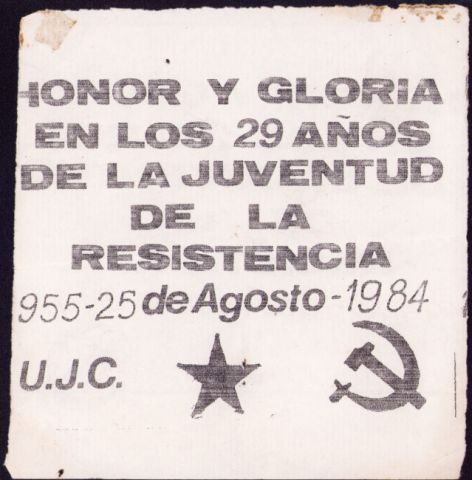 HONOR Y GLORIA
EN LOS 29 AÑOS
DE LA JUVENTUD
DE LA
RESISTENCIA
955-25 de Agosto-1984
U.J.C.